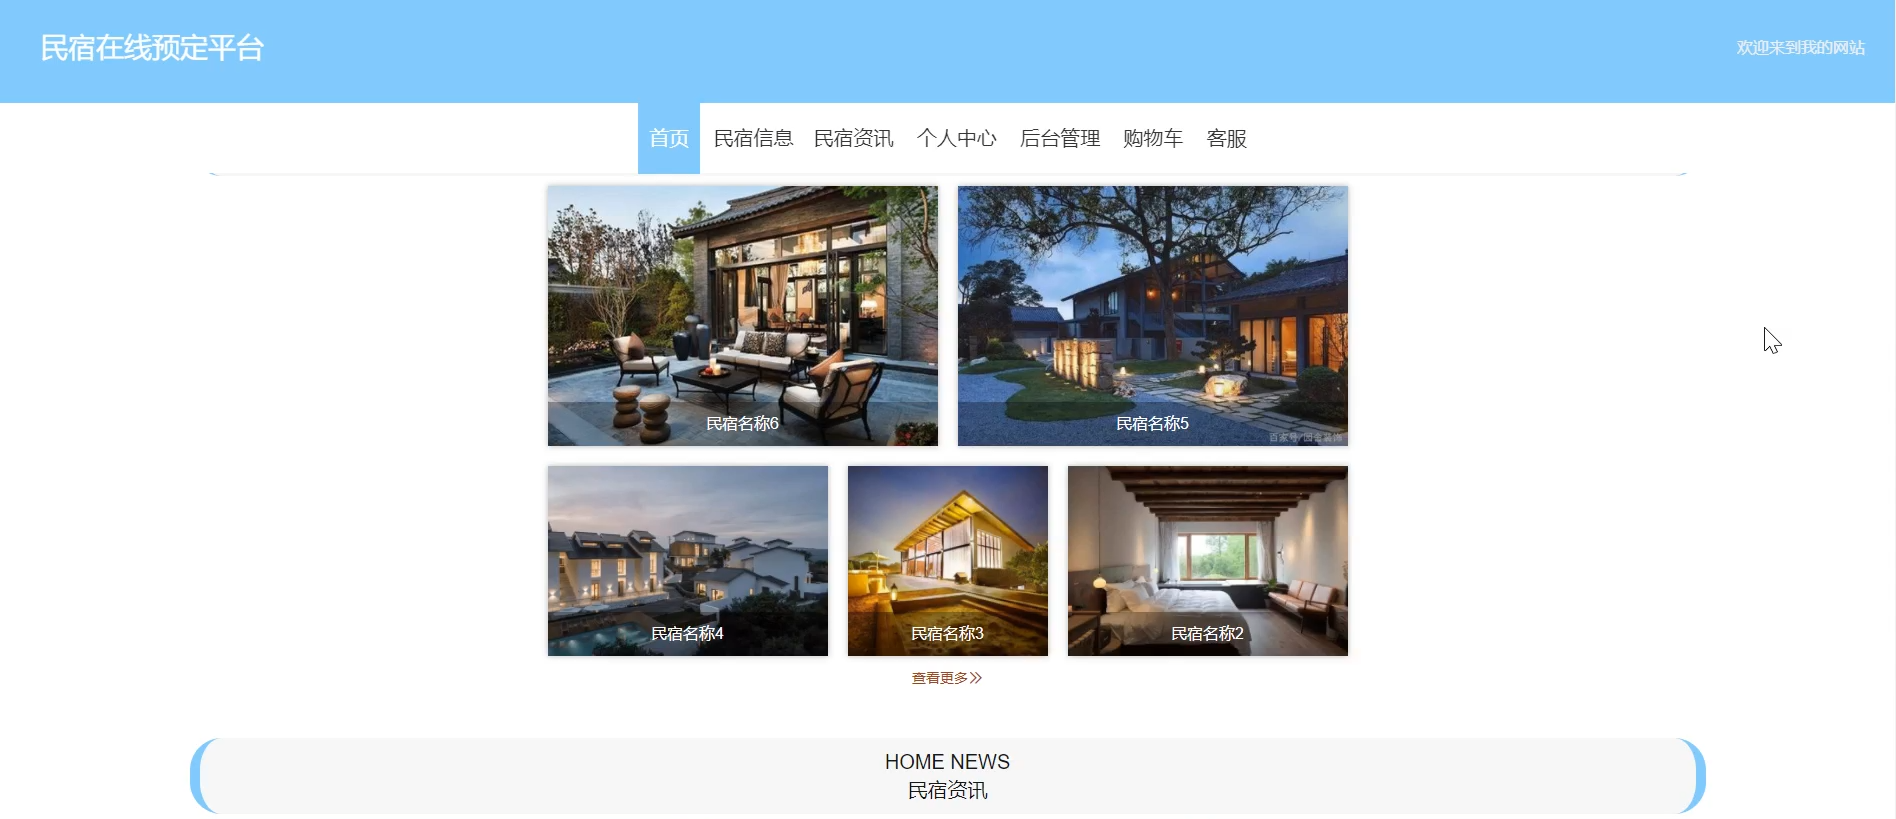 民宿在线预定平台
欢迎来到我的网站
首页 民宿信息 民宿资讯 个人中心 后台管理 购物车 客服
民宿名称6
民宿名称5
民宿名称4
民宿名称3
民宿名称2
查看更多
HOME NEWS
民宿资讯